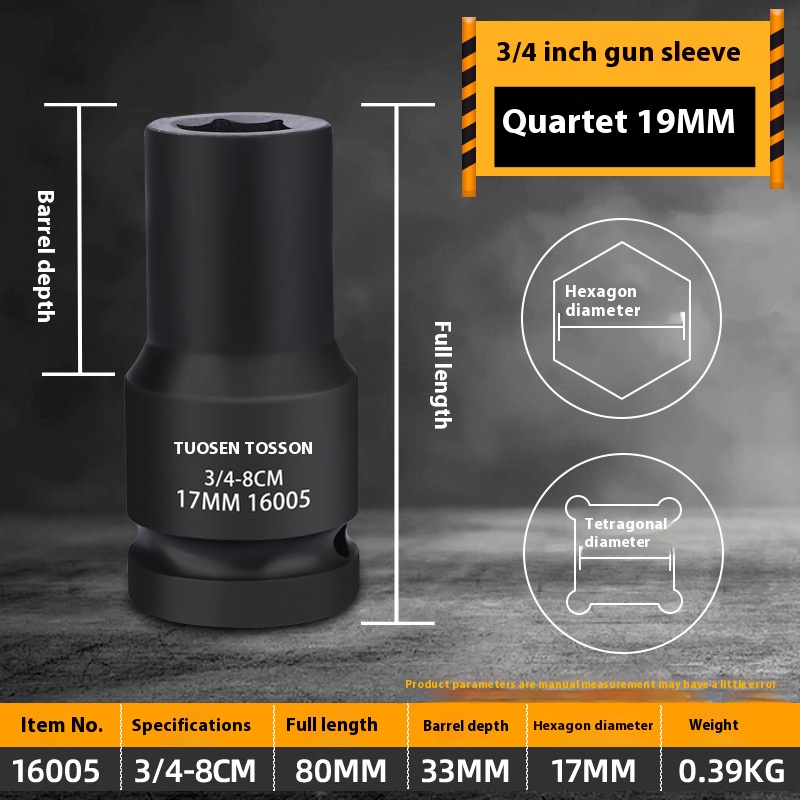 3/4 inch gun sleeve
Quartet 19MM
Barrel depth
Full length
Hexagon
diameter
TUOSEN TOSSON
3/4-8CM
17MM 16005
Tetragonal
diameter
Product parameters are manual measurement may have a little error
Item No. Specifications Full length Barrel depth Hexagon diameter Weight
16005 3/4-8CM 80MM 33MM 17MM 0.39KG